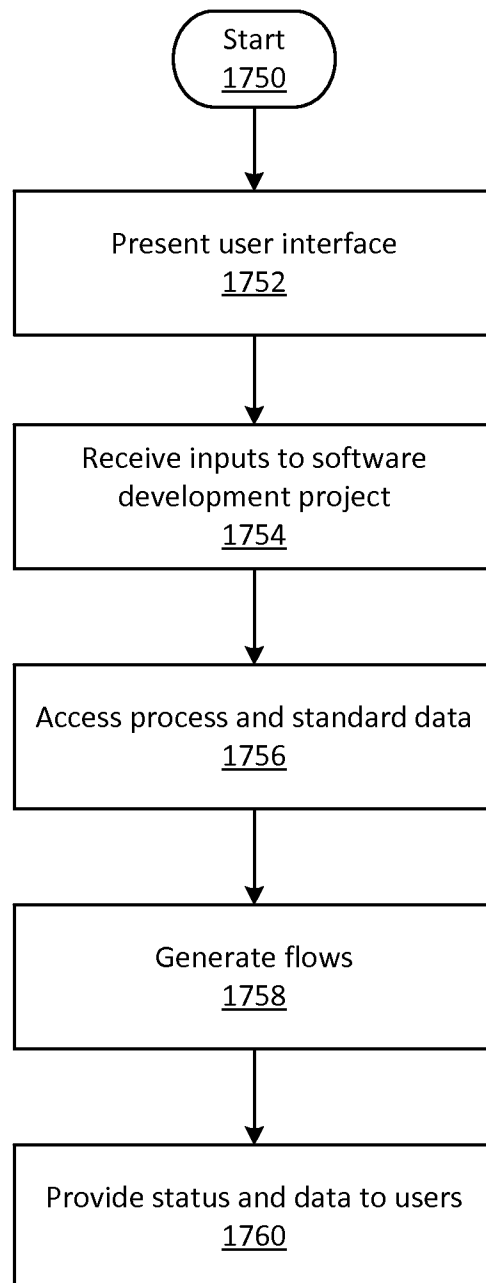 Start
1750
Present user interface
1752
Receive inputs to software
development project
1754
Access process and standard data
1756
Generate flows
1758
Provide status and data to users
1760